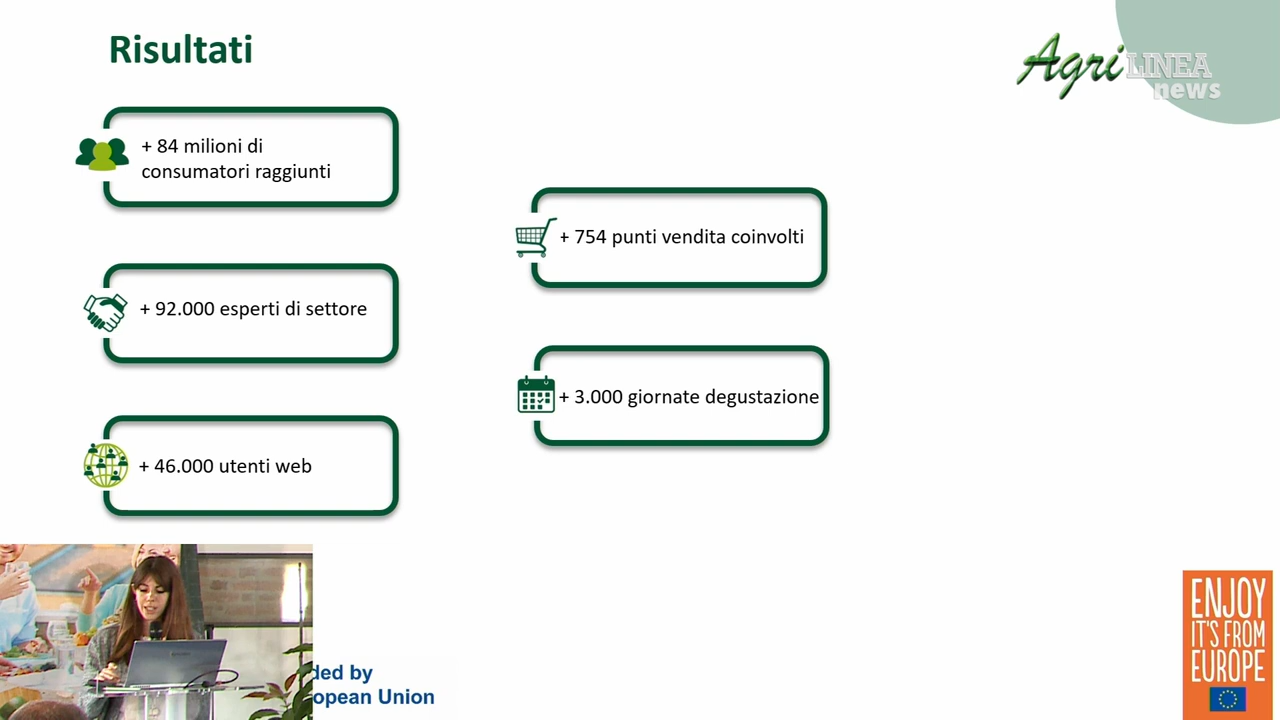 Risultati
Agri LINEA
news
+ 84 milioni di
consumatori raggiunti
+ 754 punti vendita coinvolti
+ 92.000 esperti di settore
+ 3.000 giornate degustazione
+ 46.000 utenti web
ded by
opean Union
ENJOY
IT'S FROM
EUROPE